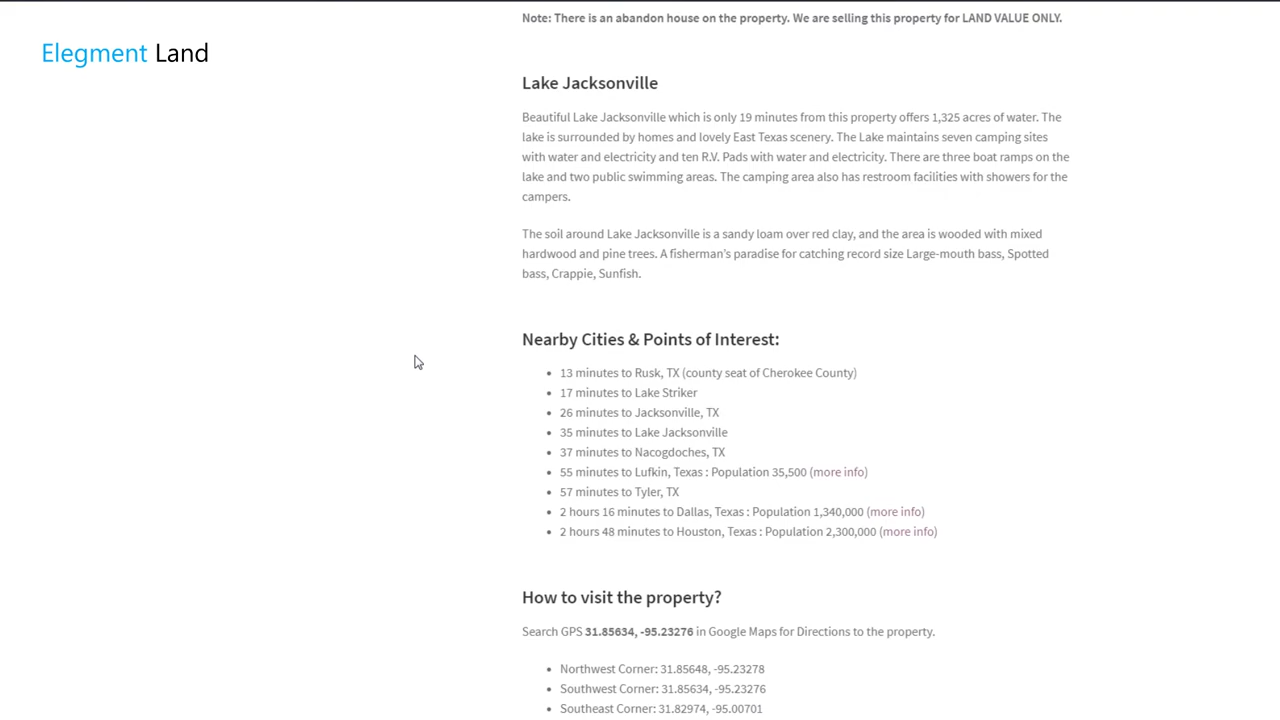 Note: There is an abandon house on the property. We are selling this property for LAND VALUE ONLY.
Elegment Land
Lake Jacksonville
Beautiful Lake Jacksonville which is only 19 minutes from this property offers 1,325 acres of water. The
lake is surrounded by homes and lovely East Texas scenery. The Lake maintains seven camping sites
with water and electricity and ten R.V. Pads with water and electricity. There are three boat ramps on the
lake and two public swimming areas. The camping area also has restroom facilities with showers for the
campers.
The soil around Lake Jacksonville is a sandy loam over red clay, and the area is wooded with mixed
hardwood and pine trees. A fisherman’s paradise for catching record size Large-mouth bass, Spotted
bass, Crappie, Sunfish.
Nearby Cities & Points of Interest:
• 13 minutes to Rusk, TX (county seat of Cherokee County)
• 17 minutes to Lake Striker
• 26 minutes to Jacksonville, TX
• 35 minutes to Lake Jacksonville
• 37 minutes to Nacogdoches, TX
• 55 minutes to Lufkin, Texas : Population 35,500 (more info)
• 57 minutes to Tyler, TX
• 2 hours 16 minutes to Dallas, Texas : Population 1,340,000 (more info)
• 2 hours 48 minutes to Houston, Texas : Population 2,300,000 (more info)
How to visit the property?
Search GPS 31.85634, -95.23276 in Google Maps for Directions to the property.
• Northwest Corner: 31.85648, -95.23278
• Southwest Corner: 31.85634, -95.23276
• Southeast Corner: 31.82974, -95.00701